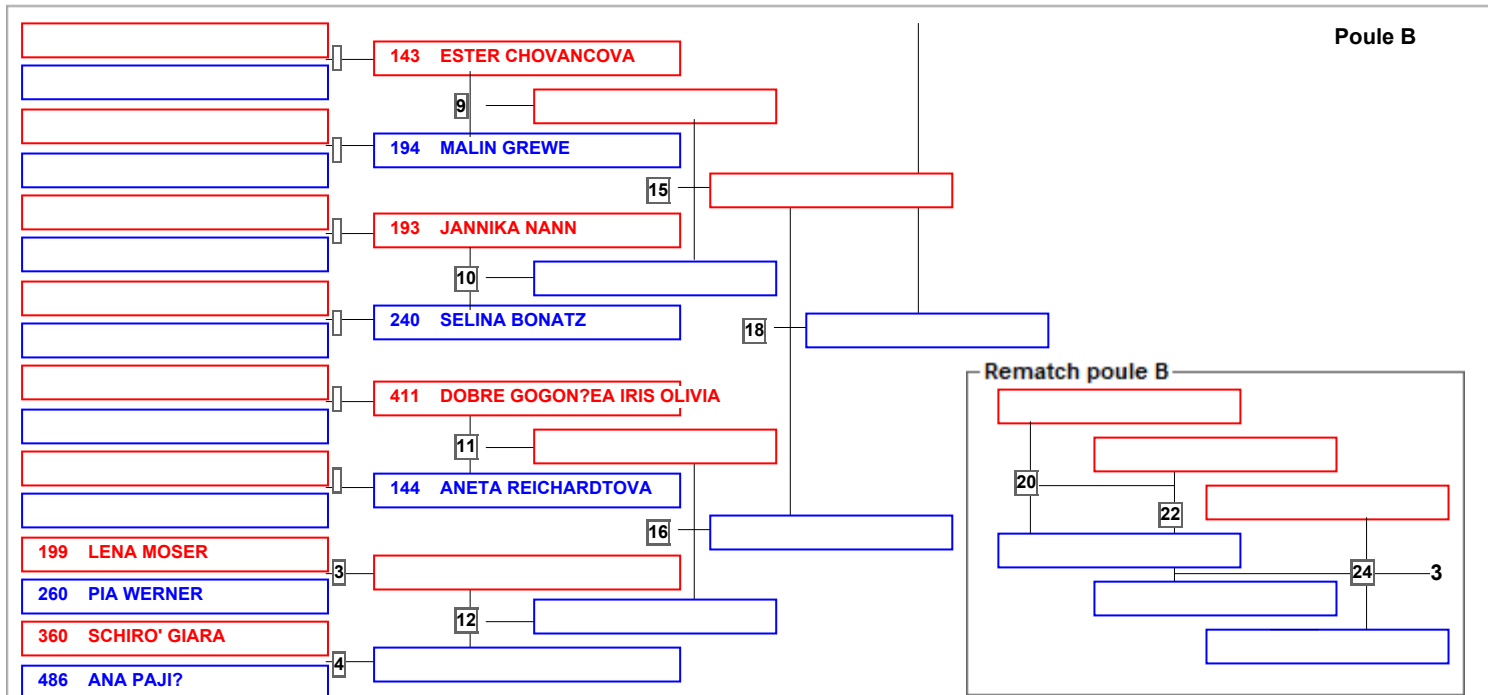 Poule B
143 ESTER CHOVANCOVA
9
194 MALIN GREWE
15
193 JANNIKA NANN
10
240 SELINA BONATZ
18
Rematch poule B
411 DOBRE GOGON?EA IRIS OLIVIA
11
20
144 ANETA REICHARDTOVA
22
16
199 LENA MOSER
3
24
3
260 PIA WERNER
12
360 SCHIRO' GIARA
4
486 ANA PAJI?